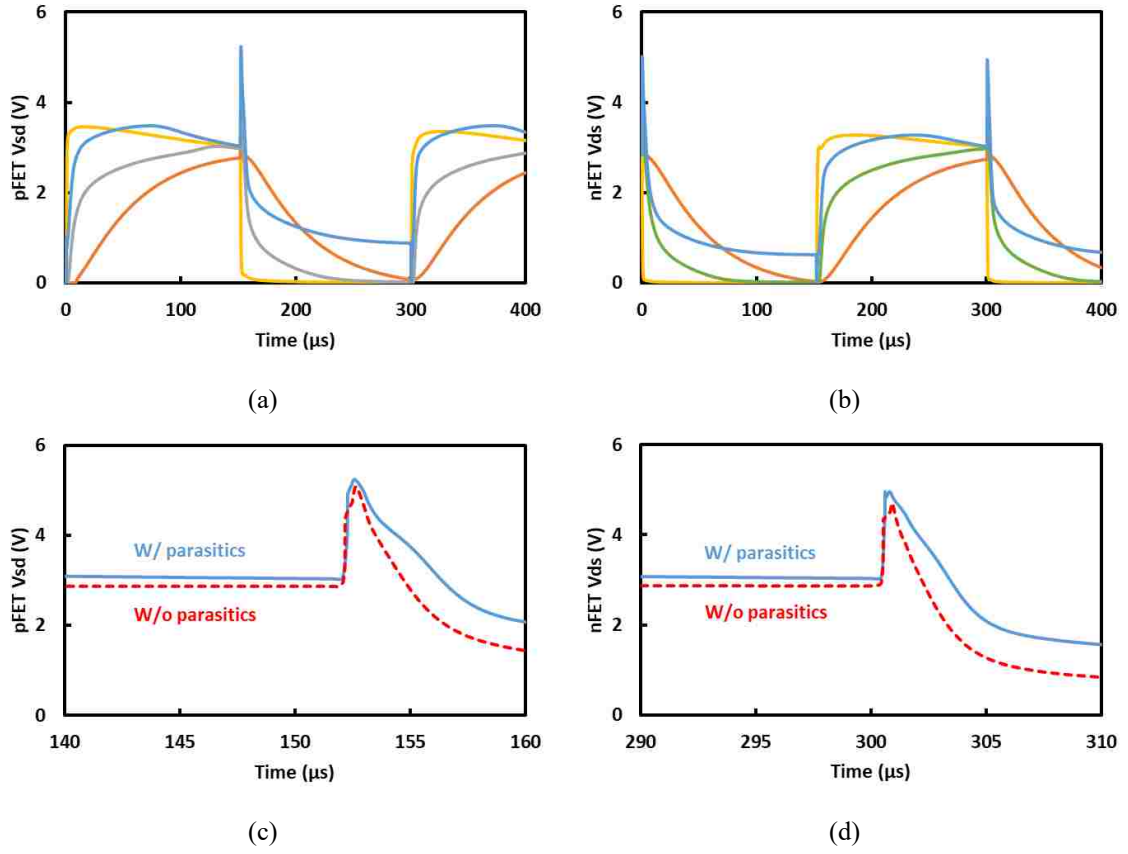 6
4
2
0
pFET Vsd (V)
0 100 200 300 400
Time (µs)
(a)
6
4
2
0
nFET Vds (V)
0 100 200 300 400
Time (µs)
(b)
6
4
2
0
pFET Vsd (V)
W/ parasitics
W/o parasitics
140 145 150 155 160
Time (µs)
(c)
6
4
2
0
nFET Vds (V)
W/ parasitics
W/o parasitics
290 295 300 305 310
Time (µs)
(d)